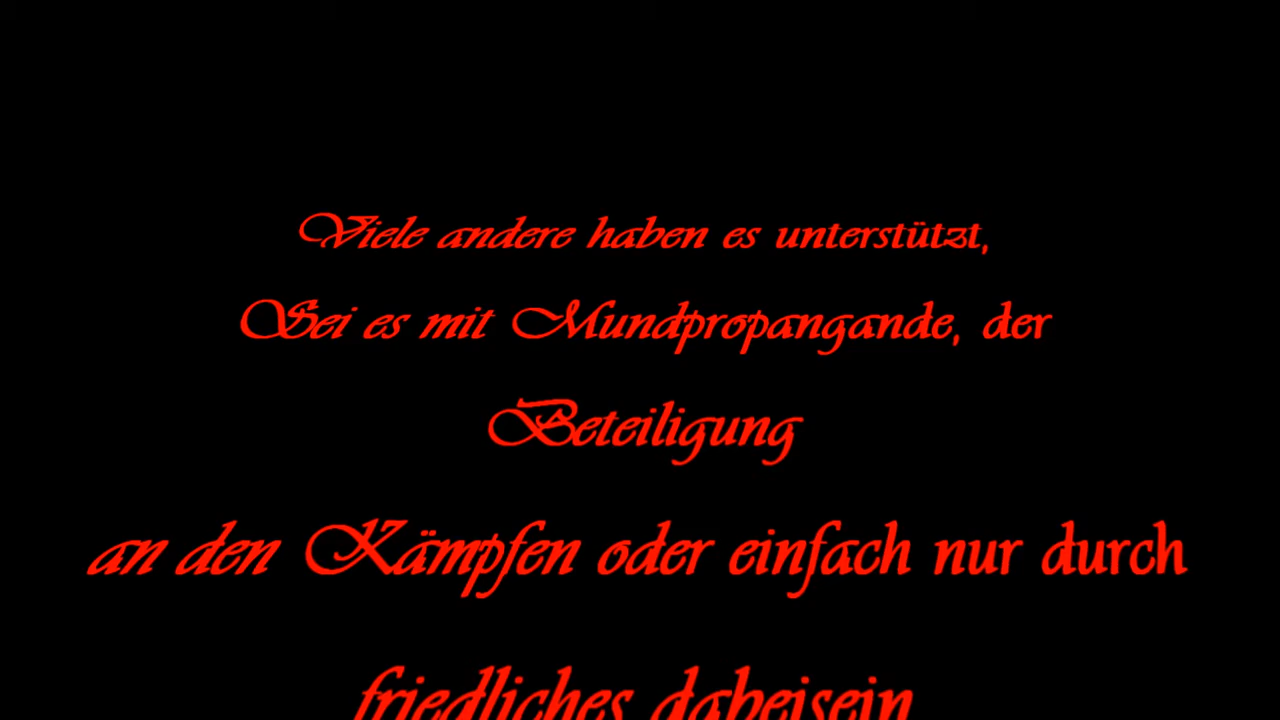 Viele andere haben es unterstützt,
Sei es mit Mundpropangande, der
Beteiligung
an den Kämpfen oder einfach nur durch
friedliches dabeisein